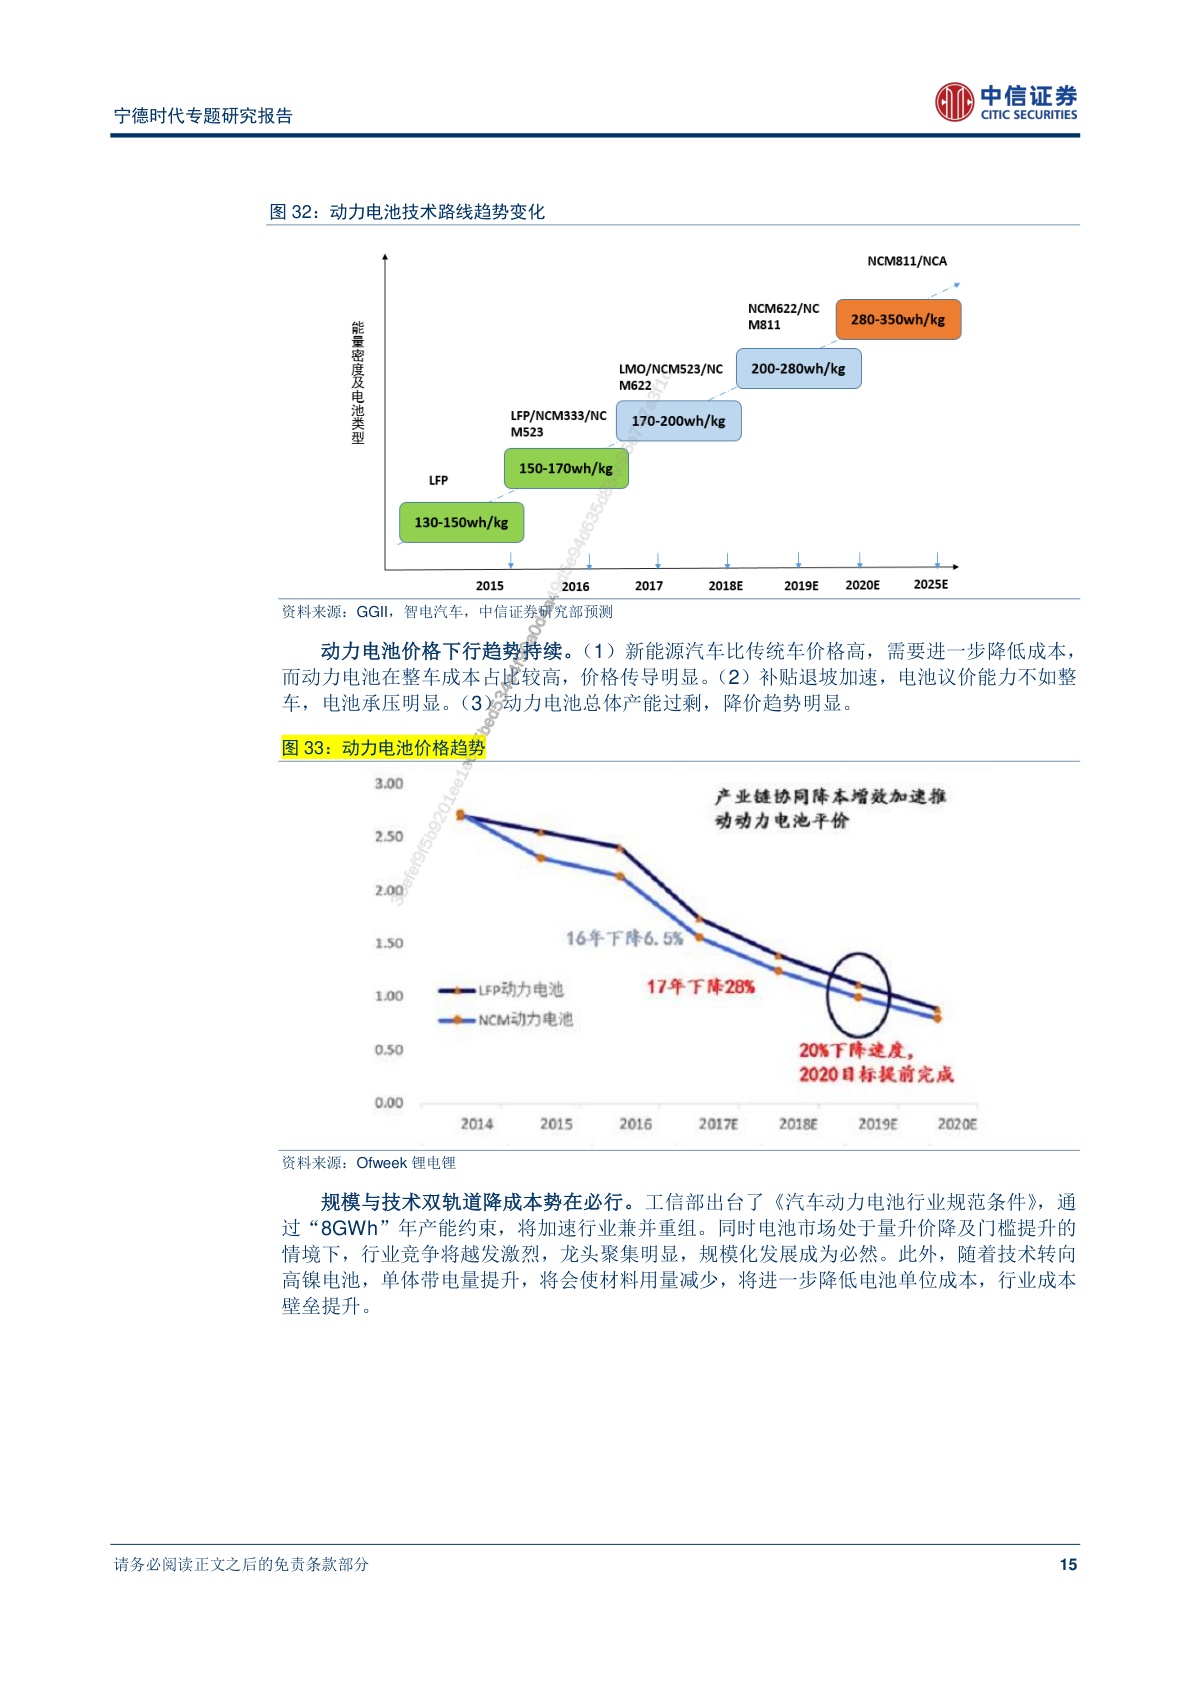 宁德时代专题研究报告
中信证券
CITIC SECURITIES
图 32：动力电池技术路线趋势变化
能量密度及电池类型
NCM811/NCA
280-350wh/kg
NCM622/NC
M811
200-280wh/kg
LMO/NCM523/NC
M622
170-200wh/kg
LFP/NCM333/NC
M523
150-170wh/kg
LFP
130-150wh/kg
2015 2016 2017 2018E 2019E 2020E 2025E
资料来源：GGII，智电汽车，中信证券研究部预测
动力电池价格下行趋势持续。（1）新能源汽车比传统车价格高，需要进一步降低成本，
而动力电池在整车成本占比较高，价格传导明显。（2）补贴退坡加速，电池议价能力不如整
车，电池承压明显。（3）动力电池总体产能过剩，降价趋势明显。
图 33：动力电池价格趋势
3.00
2.50
2.00
1.50
1.00
0.50
0.00
产业链协同降本增效加速推
动动力电池平价
16年下降6.5%
17年下降28%
LFP动力电池
NCM动力电池
20%下降速度，
2020目标提前完成
2014 2015 2016 2017E 2018E 2019E 2020E
资料来源：Ofweek 锂电锂
规模与技术双轨道降成本势在必行。工信部出台了《汽车动力电池行业规范条件》，通
过“8GWh”年产能约束，将加速行业兼并重组。同时电池市场处于量升价降及门槛提升的
情境下，行业竞争将越发激烈，龙头聚集明显，规模化发展成为必然。此外，随着技术转向
高镍电池，单体带电量提升，将会使材料用量减少，将进一步降低电池单位成本，行业成本
壁垒提升。
请务必阅读正文之后的免责条款部分
15